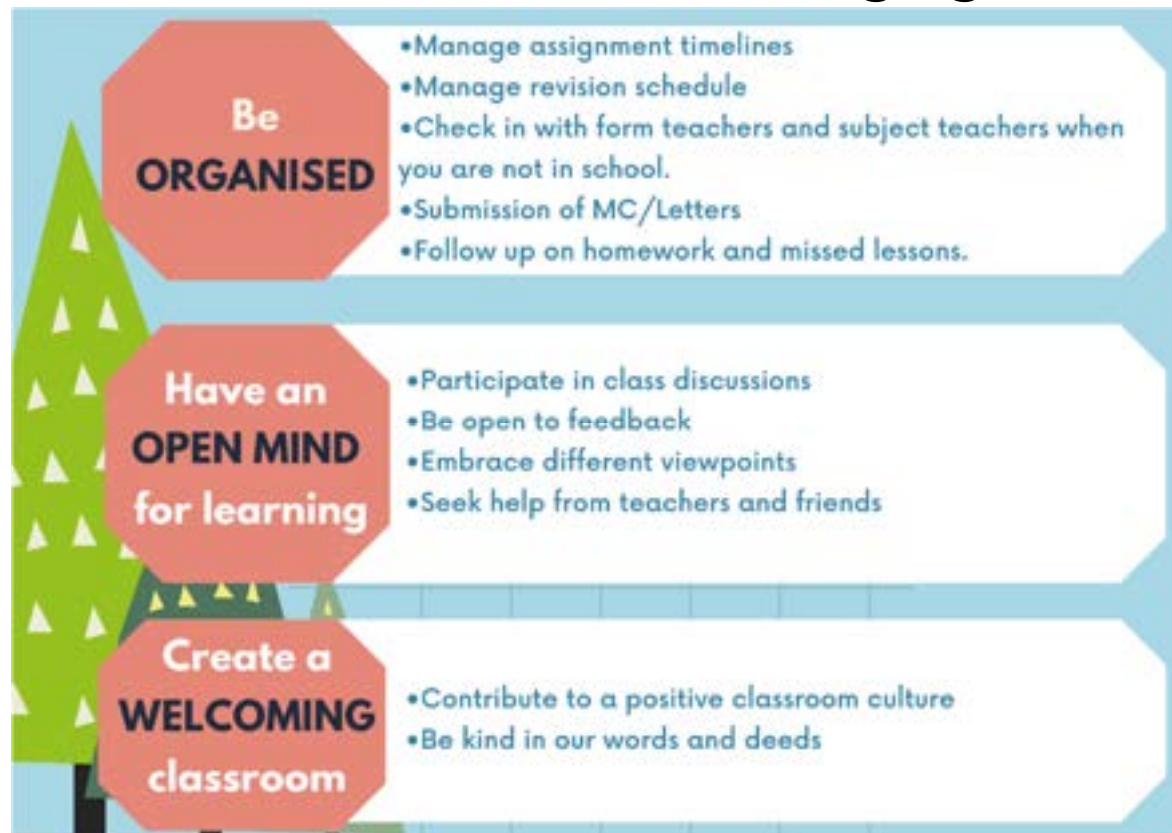 Be
ORGANISED
•Manage assignment timelines
•Manage revision schedule
•Check in with form teachers and subject teachers when
you are not in school.
•Submission of MC/Letters
•Follow up on homework and missed lessons.
Have an
OPEN MIND
for learning
•Participate in class discussions
•Be open to feedback
•Embrace different viewpoints
•Seek help from teachers and friends
Create a
WELCOMING
classroom
•Contribute to a positive classroom culture
•Be kind in our words and deeds